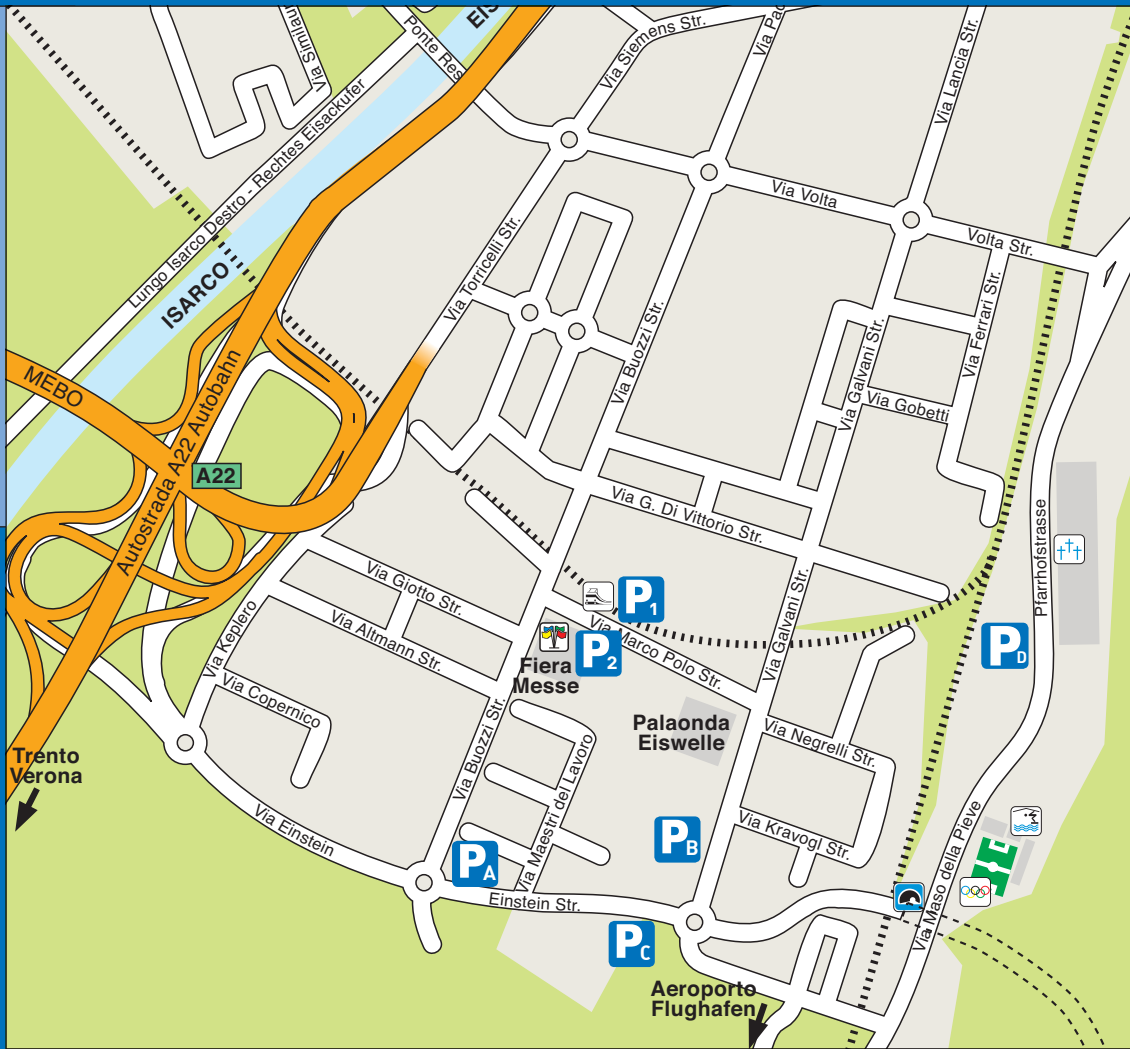 EIS
Ponte Res
Via Similau
Via Siemens Str.
Via Pac
Via Lancia Str.
Lungo Isarco Destro - Rechtes Eisackufer
ISARCO
Via Volta
Volta Str.
Via Torricelli Str.
Via Buozzi Str.
Via Galvani Str.
Via Ferrari Str.
Via Gobetti
MEBO
Autostrada A22 Autobahn
A22
Via G. Di Vittorio Str.
Pfarrhofstrasse
Via Giotto Str.
Via Altmann Str.
Via Keplero
Via Copernico
P1
P2
Fiera
Messe
Via Marco Polo Str.
Via Galvani Str.
PD
Palaonda
Eiswelle
Via Negrelli Str.
Via Buozzi Str.
Via Maestri del Lavoro
Trento
Verona
Via Einstein
PA
PB
Via Kravogl Str.
Via Maso della Pieve
Einstein Str.
PC
Aeroporto
Flughafen